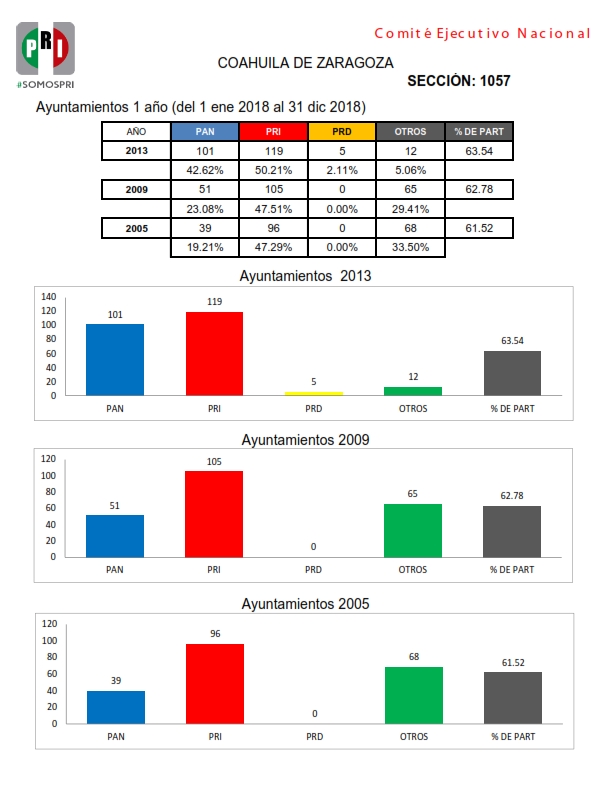 Comité Ejecutivo Nacional
PRI
#SOMOSPRI
COAHUILA DE ZARAGOZA
SECCIÓN: 1057
Ayuntamientos 1 año (del 1 ene 2018 al 31 dic 2018)
AÑO PAN PRI PRD OTROS % DE PART
2013 101 119 5 12 63.54
42.62% 50.21% 2.11% 5.06%
2009 51 105 0 65 62.78
23.08% 47.51% 0.00% 29.41%
2005 39 96 0 68 61.52
19.21% 47.29% 0.00% 33.50%
Ayuntamientos 2013
140
120
100
80
60
40
20
0
101 119 5 12 63.54
PAN PRI PRD OTROS % DE PART
Ayuntamientos 2009
120
100
80
60
40
20
0
51 105 0 65 62.78
PAN PRI PRD OTROS % DE PART
Ayuntamientos 2005
120
100
80
60
40
20
0
39 96 0 68 61.52
PAN PRI PRD OTROS % DE PART